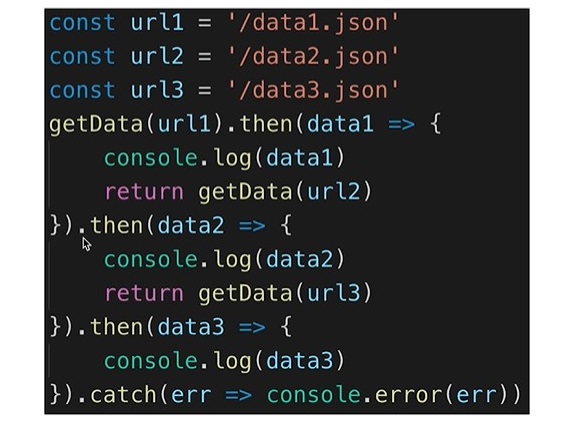 const url1 = '/data1.json'
const url2 = '/data2.json'
const url3 = '/data3.json'
getData(url1).then(data1 => {
    console.log(data1)
    return getData(url2)
}).then(data2 => {
    console.log(data2)
    return getData(url3)
}).then(data3 => {
    console.log(data3)
}).catch(err => console.error(err))